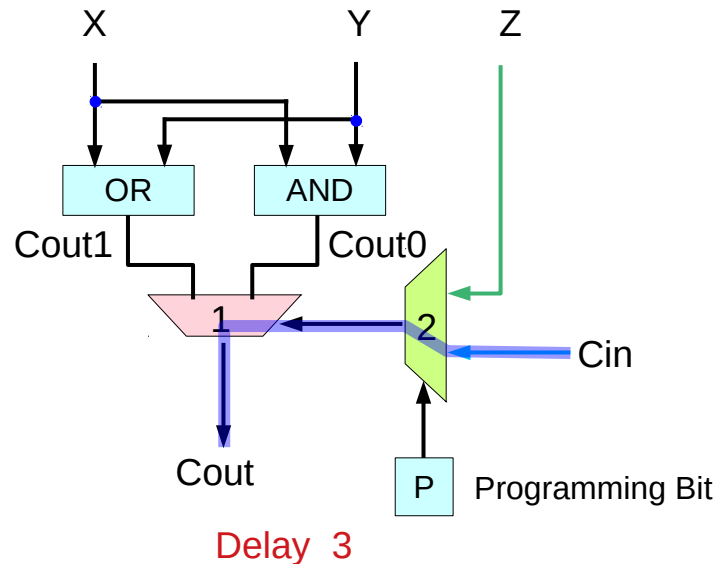 X Y Z
OR AND
Cout1 Cout0
1 2
Cin
Cout
P Programming Bit
Delay 3